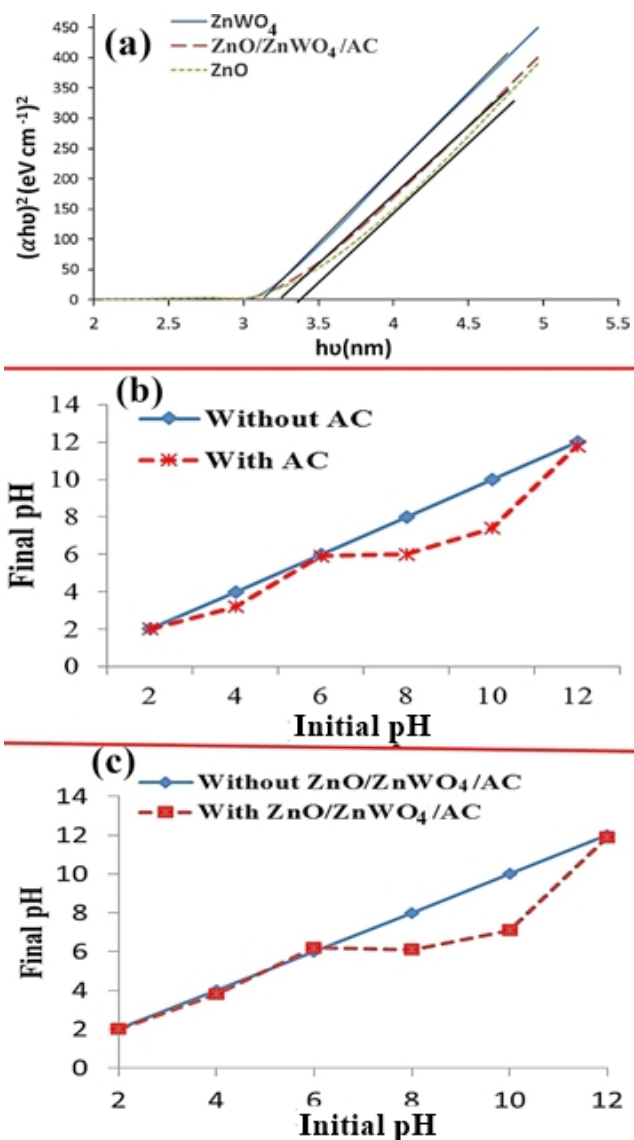 (a)
ZnWO₄
ZnO/ZnWO₄/AC
ZnO
(αhυ)² (eV cm⁻¹)²
450
400
350
300
250
200
150
100
50
0
2 2.5 3 3.5 4 4.5 5 5.5
hυ(nm)
(b)
Without AC
With AC
Final pH
14
12
10
8
6
4
2
0
2 4 6 8 10 12
Initial pH
(c)
Without ZnO/ZnWO₄/AC
With ZnO/ZnWO₄/AC
Final pH
14
12
10
8
6
4
2
0
2 4 6 8 10 12
Initial pH